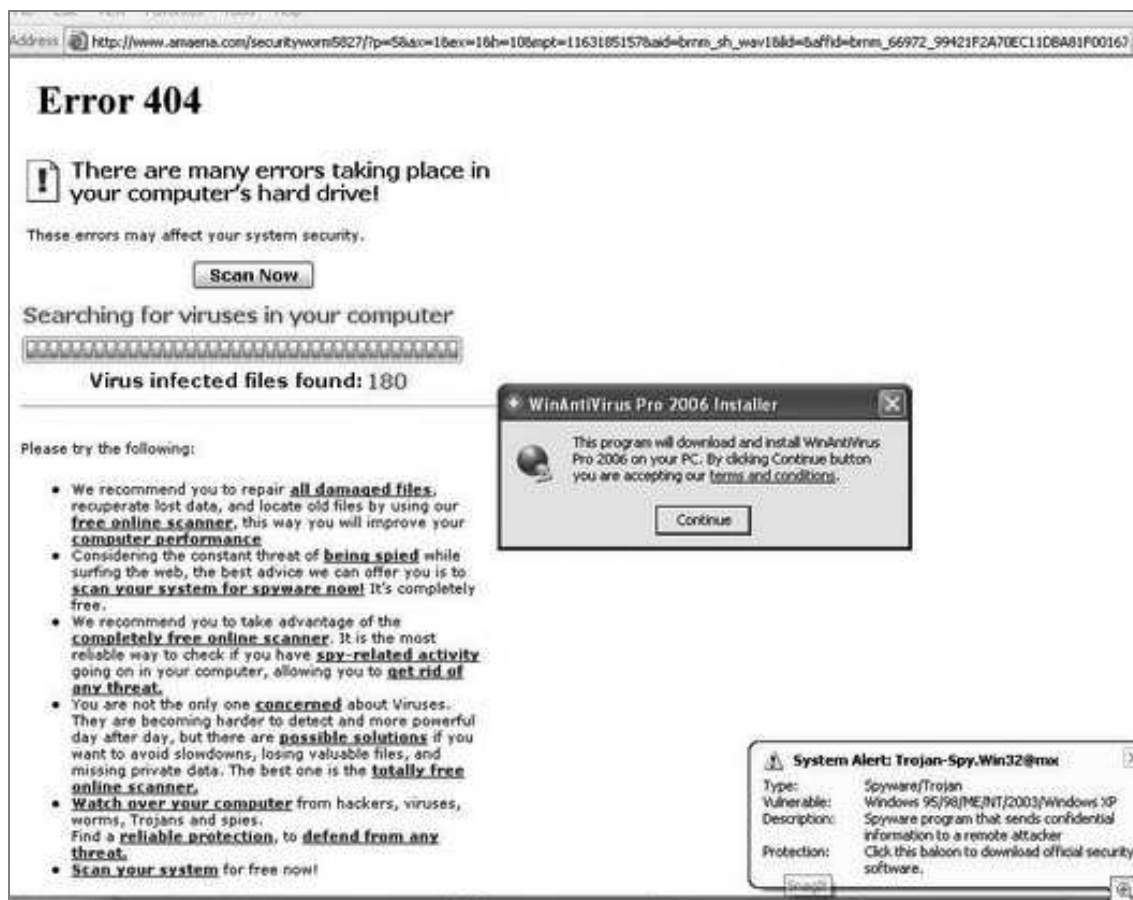 Address http://www.amaena.com/securityworm5827/?p=5&ax=1&ex=1&h=10&mpt=1163185157&aid=brnm_sh_wav1&lid=&affid=brnm_66972_99421F2A70EC11DBA81F00167
Error 404
There are many errors taking place in
your computer's hard drive!
These errors may affect your system security.
Scan Now
Searching for viruses in your computer
Virus infected files found: 180
WinAntiVirus Pro 2006 Installer
This program will download and install WinAntiVirus
Pro 2006 on your PC. By clicking Continue button
you are accepting our terms and conditions.
Continue
Please try the following:
• We recommend you to repair all damaged files,
recuperate lost data, and locate old files by using our
free online scanner, this way you will improve your
computer performance
• Considering the constant threat of being spied while
surfing the web, the best advice we can offer you is to
scan your system for spyware now! It's completely
free.
• We recommend you to take advantage of the
completely free online scanner. It is the most
reliable way to check if you have spy-related activity
going on in your computer, allowing you to get rid of
any threat.
• You are not the only one concerned about Viruses.
They are becoming harder to detect and more powerful
day after day, but there are possible solutions if you
want to avoid slowdowns, losing valuable files, and
missing private data. The best one is the totally free
online scanner.
• Watch over your computer from hackers, viruses,
worms, Trojans and spies.
Find a reliable protection, to defend from any
threat.
• Scan your system for free now!
System Alert: Trojan-Spy.Win32@mx
Type: Spyware/Trojan
Vulnerable: Windows 95/98/ME/NT/2003/Windows XP
Description: Spyware program that sends confidential
information to a remote attacker
Protection: Click this baloon to download official security
software.